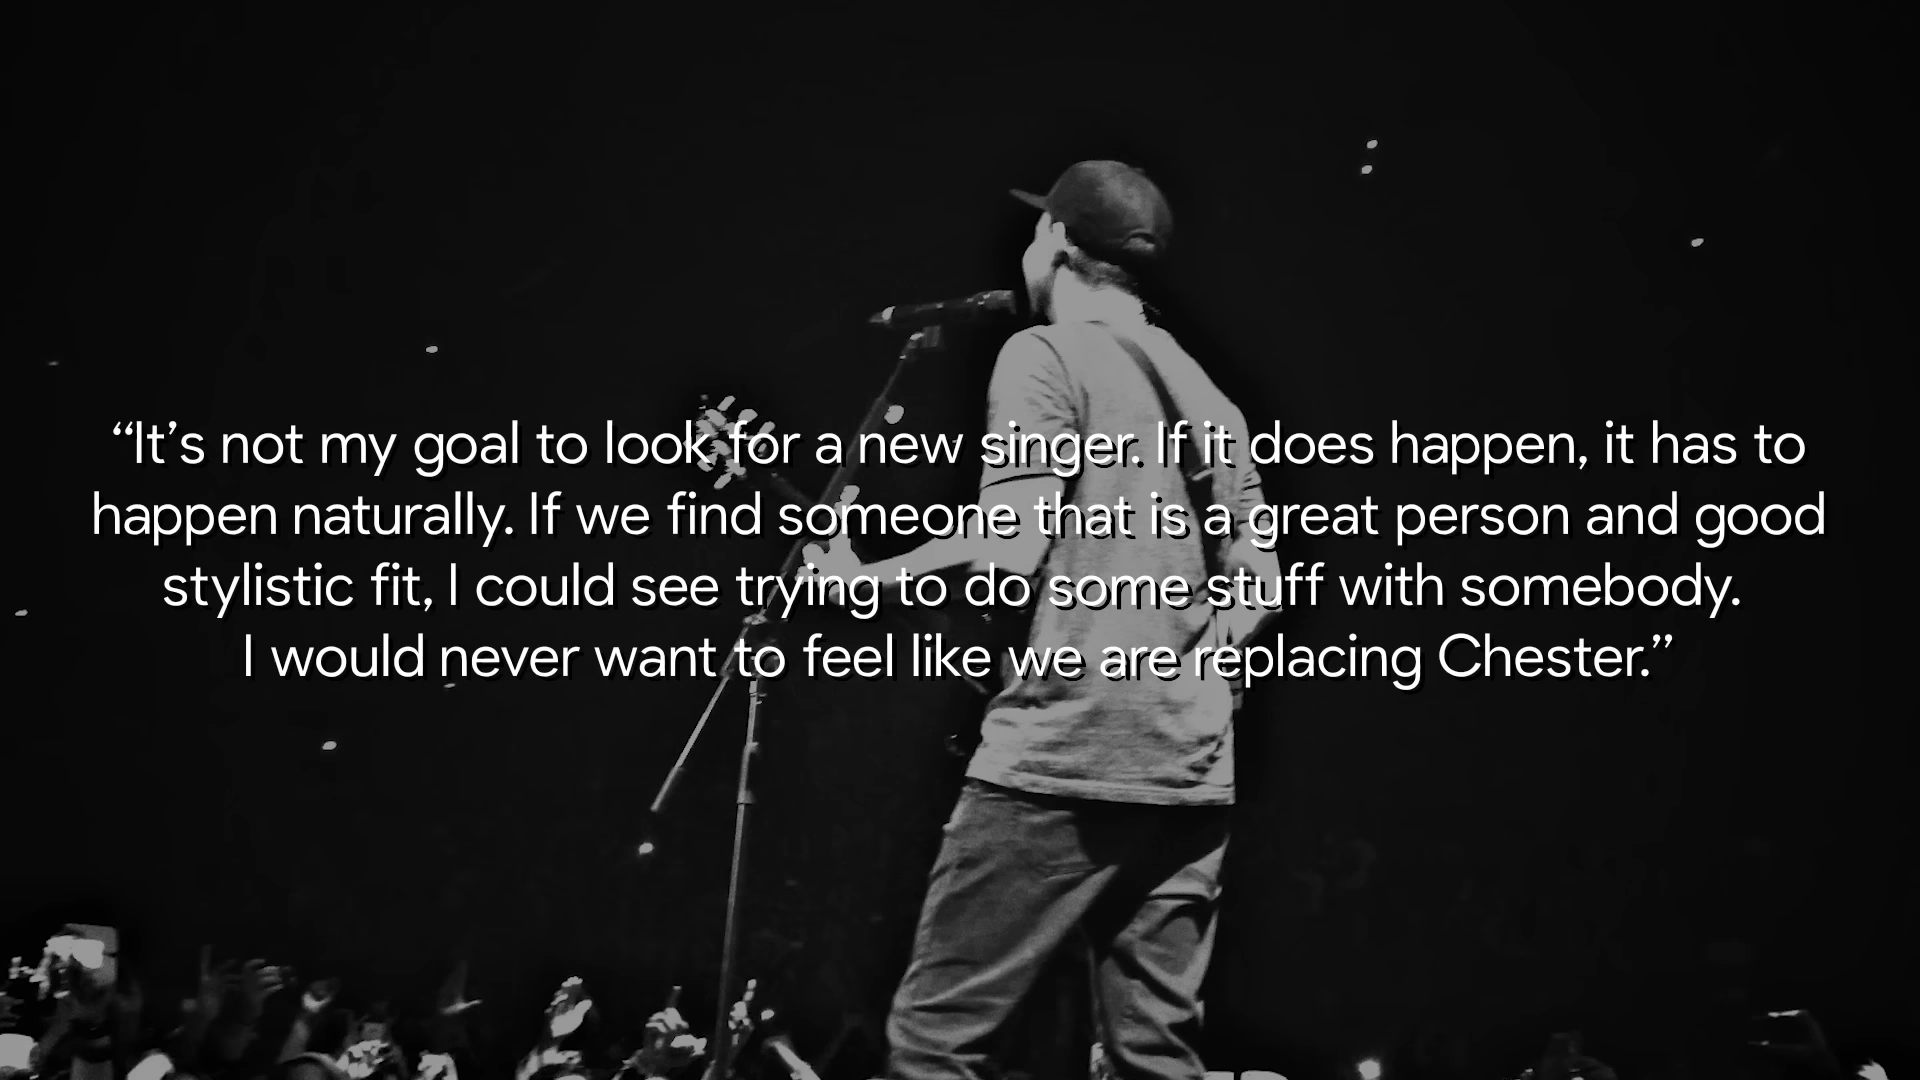 “It’s not my goal to look for a new singer. If it does happen, it has to
happen naturally. If we find someone that is a great person and good
stylistic fit, I could see trying to do some stuff with somebody.
I would never want to feel like we are replacing Chester.”